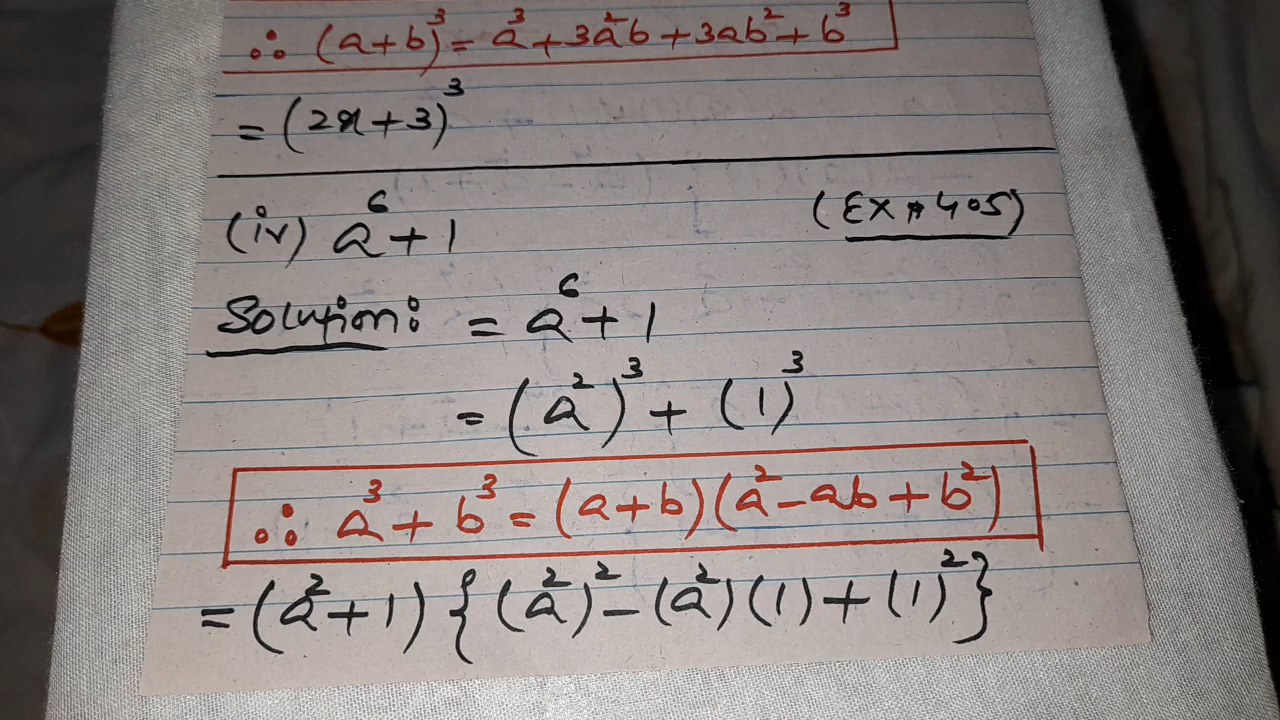 ∴ (a+b)³ = a³+3a²b+3ab²+b³
= (2x+3)³
(iv) a⁶+1 (Ex # 4.5)
Solution: = a⁶+1
= (a²)³ + (1)³
∴ a³ + b³ = (a+b)(a²-ab+b²)
= (a²+1) {(a²)²-(a²)(1)+(1)²}